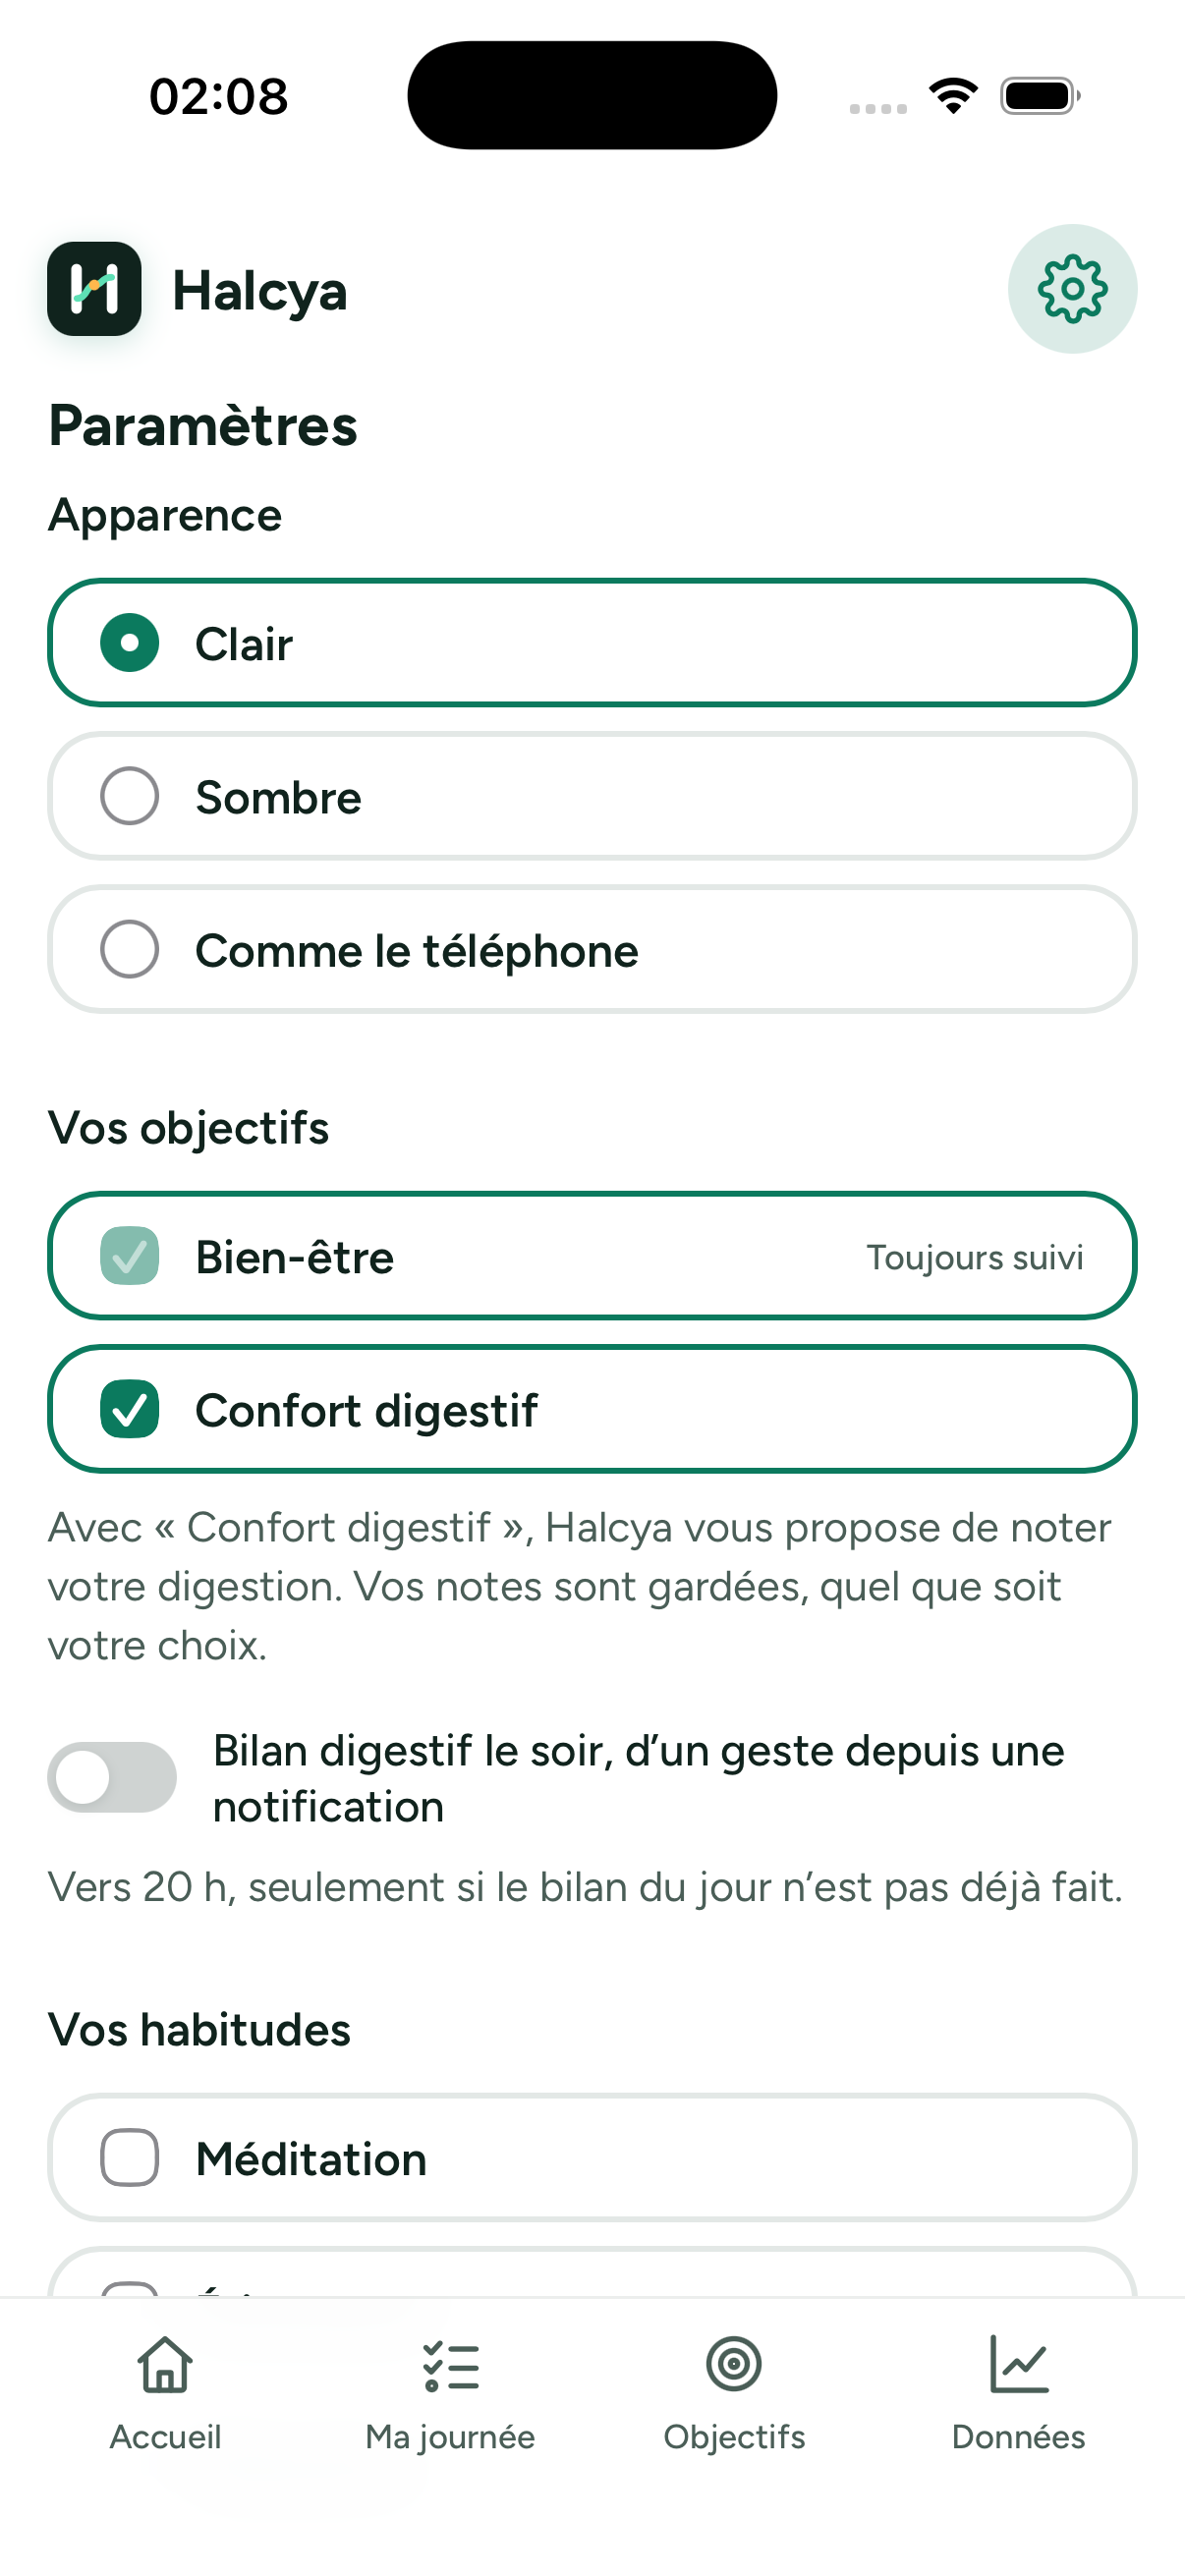 02:08
Halcya
Paramètres
Apparence
Clair
Sombre
Comme le téléphone
Vos objectifs
Bien-être
Toujours suivi
Confort digestif
Avec « Confort digestif », Halcya vous propose de noter
votre digestion. Vos notes sont gardées, quel que soit
votre choix.
Bilan digestif le soir, d’un geste depuis une
notification
Vers 20 h, seulement si le bilan du jour n’est pas déjà fait.
Vos habitudes
Méditation
Accueil
Ma journée
Objectifs
Données